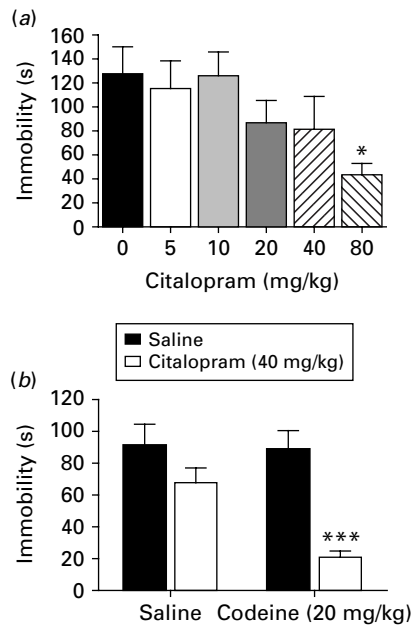 (a)
Immobility (s)
160
140
120
100
80
60
40
20
0
*
0 5 10 20 40 80
Citalopram (mg/kg)
Saline
Citalopram (40 mg/kg)
(b)
Immobility (s)
120
100
80
60
40
20
0
***
Saline Codeine (20 mg/kg)